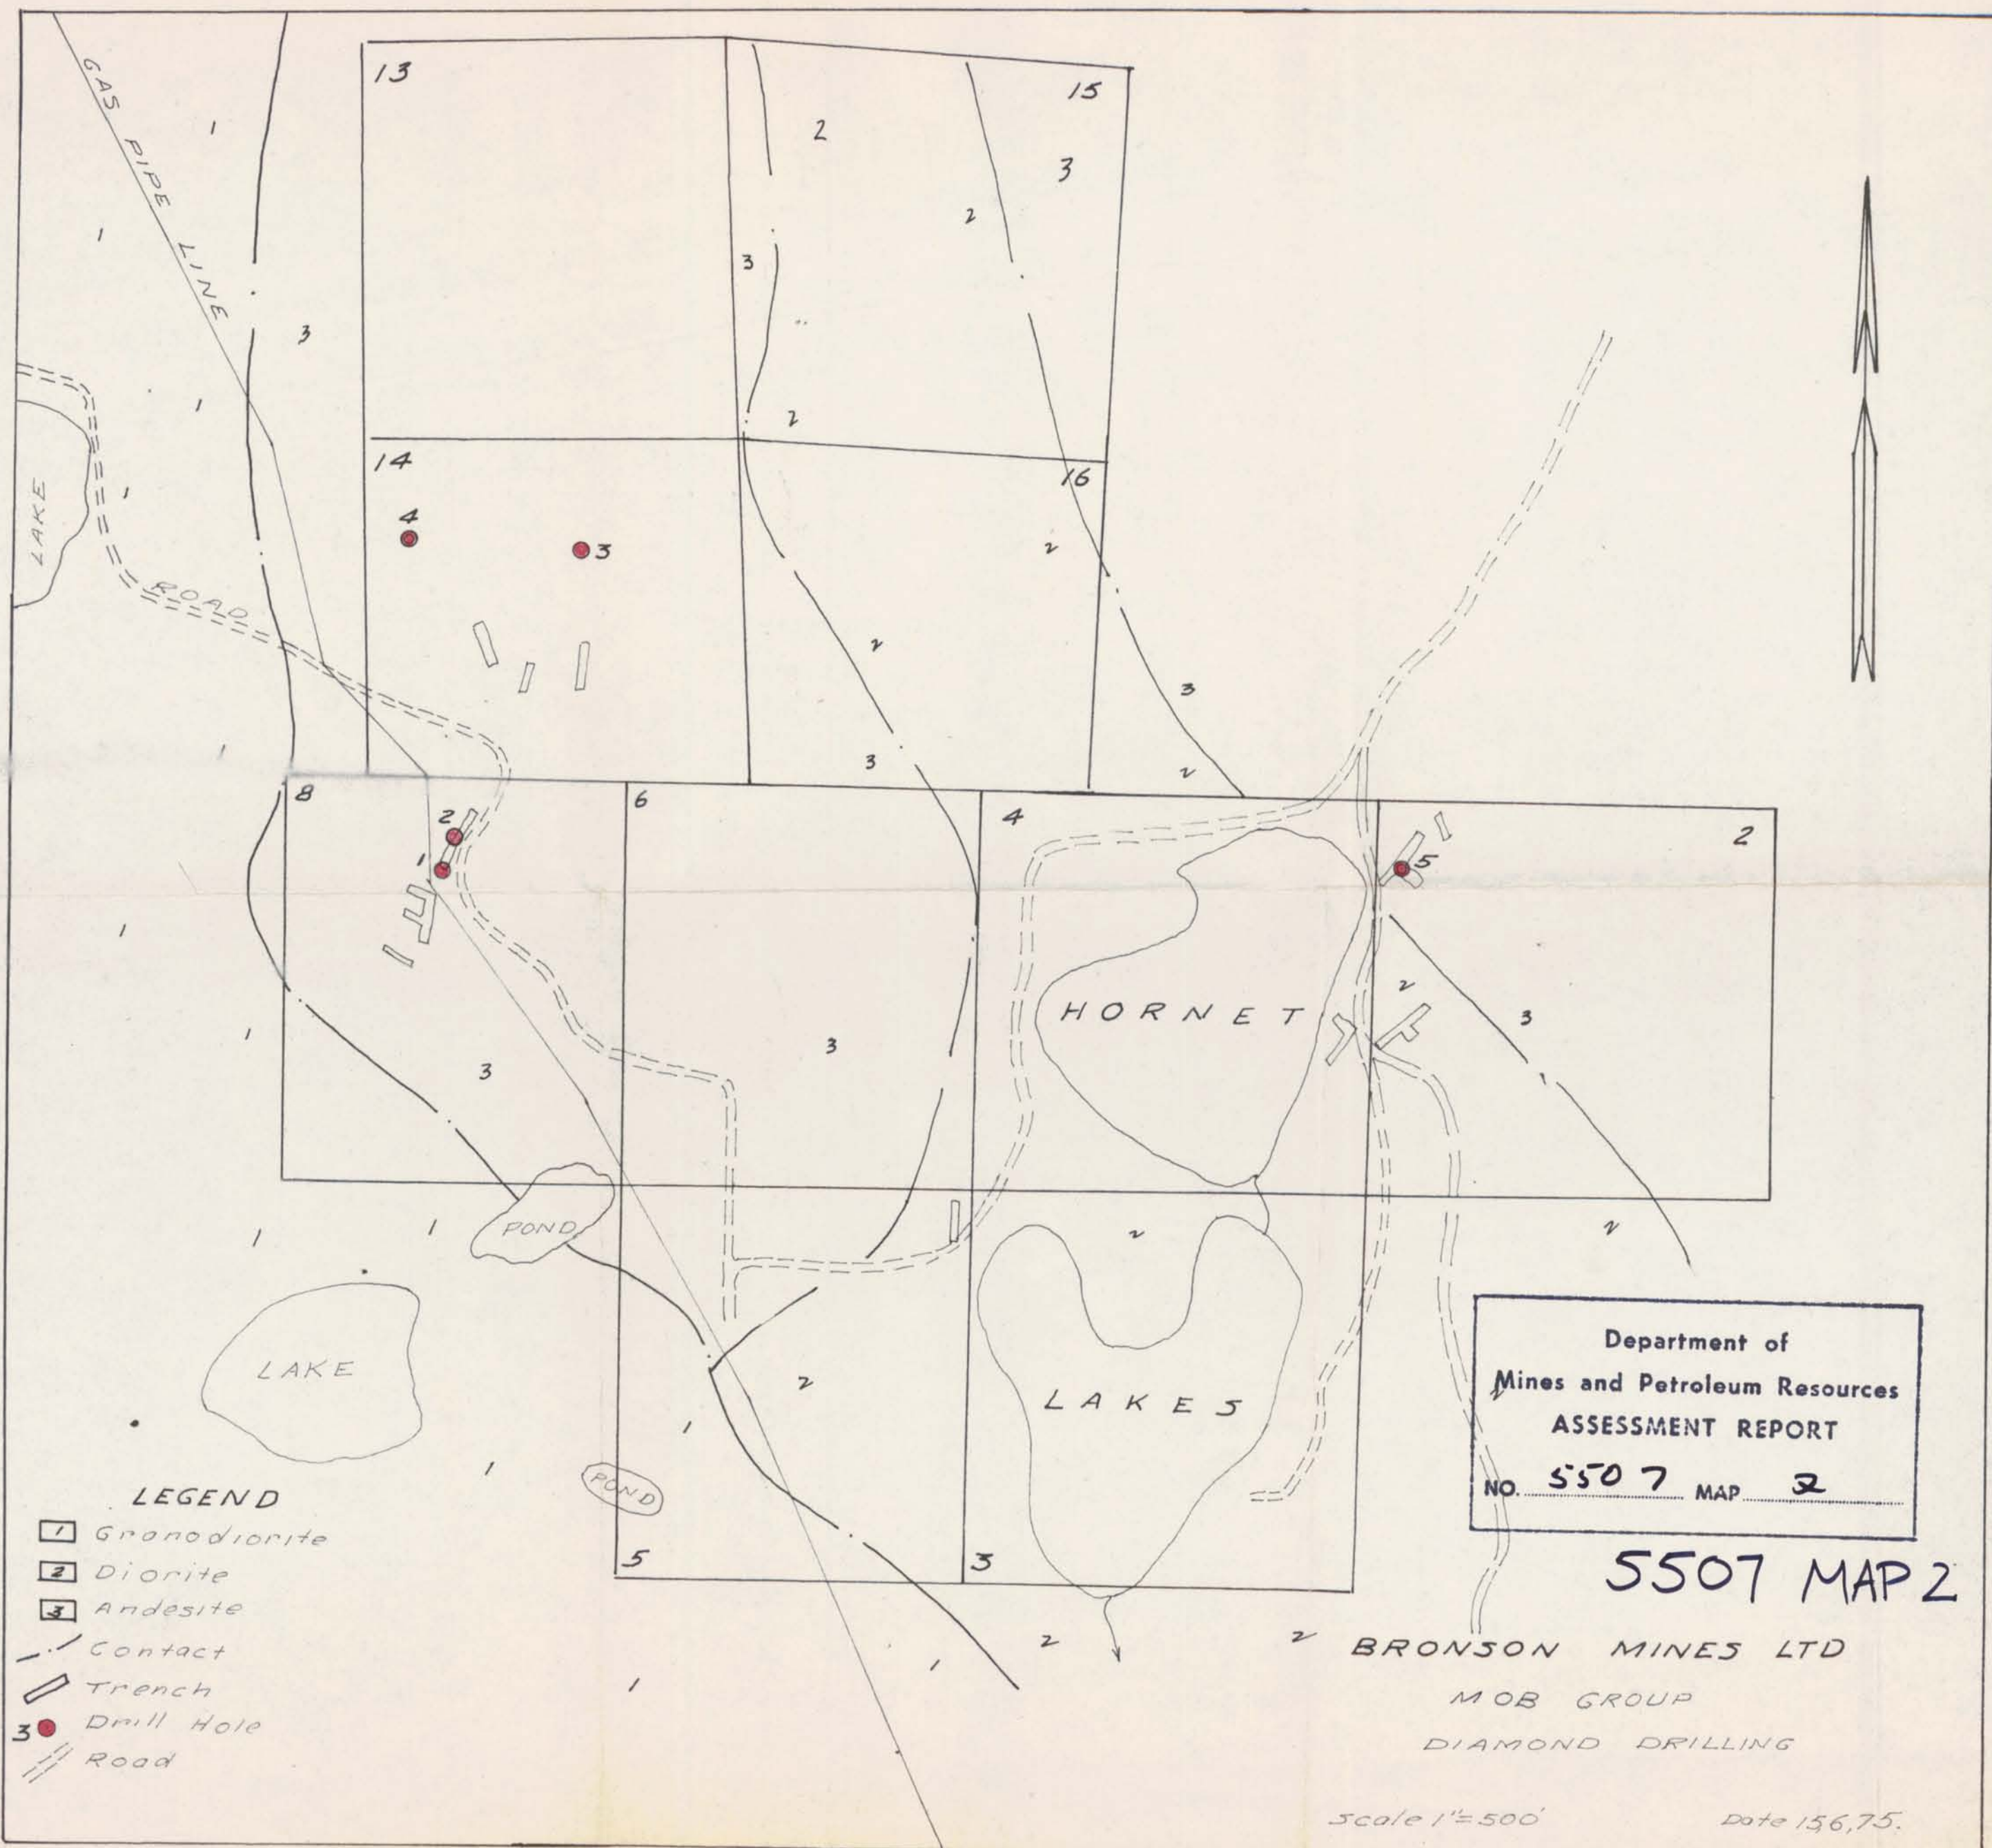 GAS PIPE LINE
13
15
1
2
3
1
2
3
3
1
2
14
16
LAKE
1
4
3
2
ROAD
2
3
1
3
2
8
6
4
2
2
1
5
1
2
HORNET
3
1
3
3
2
1
1
POND
2
LAKE
2
LAKES
1
1
POND
5
3
Department of
Mines and Petroleum Resources
ASSESSMENT REPORT
NO. 5507 MAP 2
5507 MAP 2
LEGEND
1 Granodiorite
2 Diorite
3 Andesite
Contact
Trench
3 Drill Hole
Road
1
1
2
2
BRONSON MINES LTD
MOB GROUP
DIAMOND DRILLING
Scale 1"=500'
Date 15,6,75.